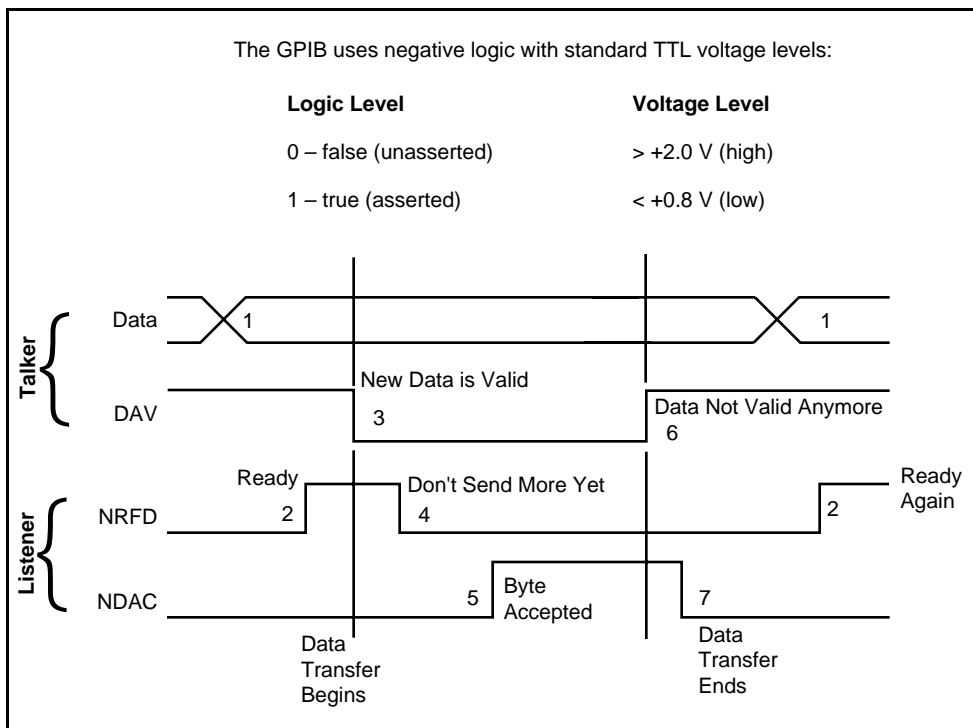 The GPIB uses negative logic with standard TTL voltage levels:
Logic Level Voltage Level
0 – false (unasserted) > +2.0 V (high)
1 – true (asserted) < +0.8 V (low)
Talker
Data 1 1
DAV New Data is Valid 3 Data Not Valid Anymore 6
Listener
NRFD Ready 2 Don't Send More Yet 4 2 Ready
Again
NDAC 5 Byte
Accepted 7
Data
Transfer
Begins
Data
Transfer
Ends